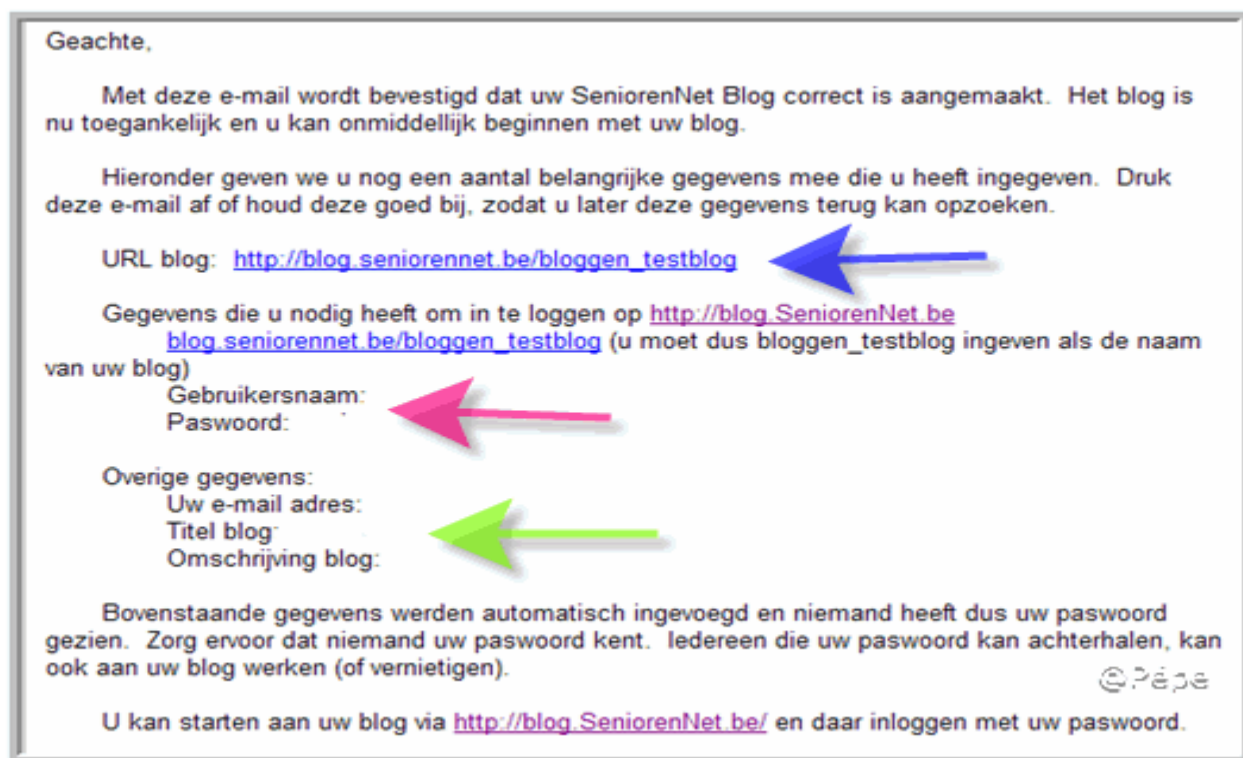 Geachte,
Met deze e-mail wordt bevestigd dat uw SeniorenNet Blog correct is aangemaakt. Het blog is
nu toegankelijk en u kan onmiddellijk beginnen met uw blog.
Hieronder geven we u nog een aantal belangrijke gegevens mee die u heeft ingegeven. Druk
deze e-mail af of houd deze goed bij, zodat u later deze gegevens terug kan opzoeken.
URL blog: http://blog.seniorennet.be/bloggen_testblog
Gegevens die u nodig heeft om in te loggen op http://blog.SeniorenNet.be
blog.seniorennet.be/bloggen_testblog (u moet dus bloggen_testblog ingeven als de naam
van uw blog)
Gebruikersnaam:
Paswoord:
Overige gegevens:
Uw e-mail adres:
Titel blog:
Omschrijving blog:
Bovenstaande gegevens werden automatisch ingevoegd en niemand heeft dus uw paswoord
gezien. Zorg ervoor dat niemand uw paswoord kent. Iedereen die uw paswoord kan achterhalen, kan
ook aan uw blog werken (of vernietigen).
@Pépe
U kan starten aan uw blog via http://blog.SeniorenNet.be/ en daar inloggen met uw paswoord.